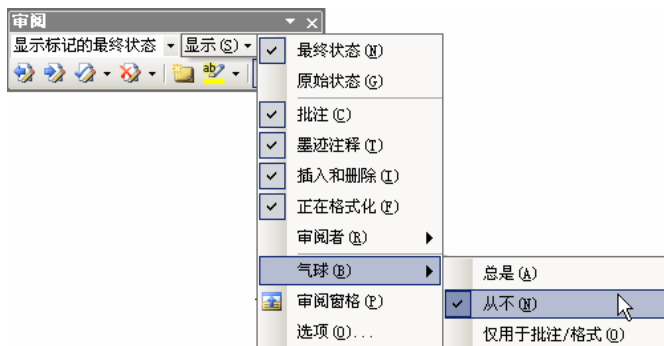 审阅
显示标记的最终状态 显示(S)
最终状态(N)
原始状态(G)
批注(C)
墨迹注释(T)
插入和删除(I)
正在格式化(F)
审阅者(R)
气球(B)
总是(A)
审阅窗格(P)
从不(N)
选项(O)...
仅用于批注/格式(O)